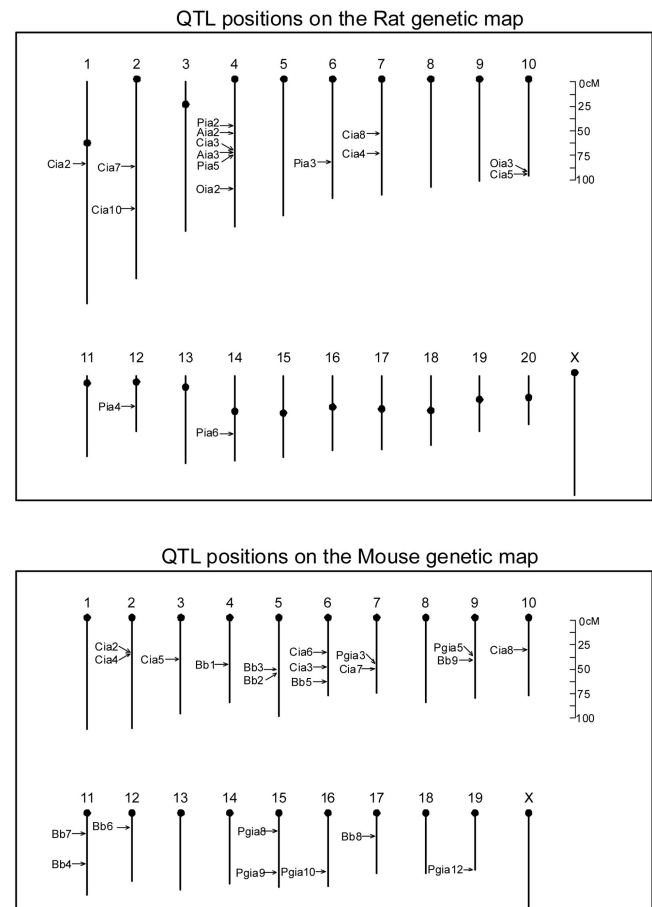 QTL positions on the Rat genetic map
1 2 3 4 5 6 7 8 9 10
0cM
25
50
75
100
Cia2
Cia7
Cia10
Pia2
Aia2
Cia3
Aia3
Pia5
Oia2
Pia3
Cia8
Cia4
Oia3
Cia5
11 12 13 14 15 16 17 18 19 20 X
Pia4
Pia6
QTL positions on the Mouse genetic map
1 2 3 4 5 6 7 8 9 10
0cM
25
50
75
100
Cia2
Cia4
Cia5
Bb1
Bb3
Bb2
Cia6
Cia3
Bb5
Pgia3
Cia7
Pgia5
Bb9
Cia8
11 12 13 14 15 16 17 18 19 X
Bb7
Bb4
Bb6
Pgia8
Pgia9
Pgia10
Bb8
Pgia12